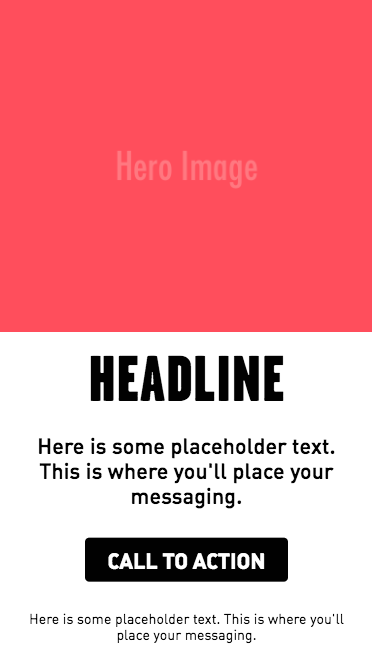 Hero Image
HEADLINE
Here is some placeholder text.
This is where you'll place your
messaging.
CALL TO ACTION
Here is some placeholder text. This is where you'll
place your messaging.